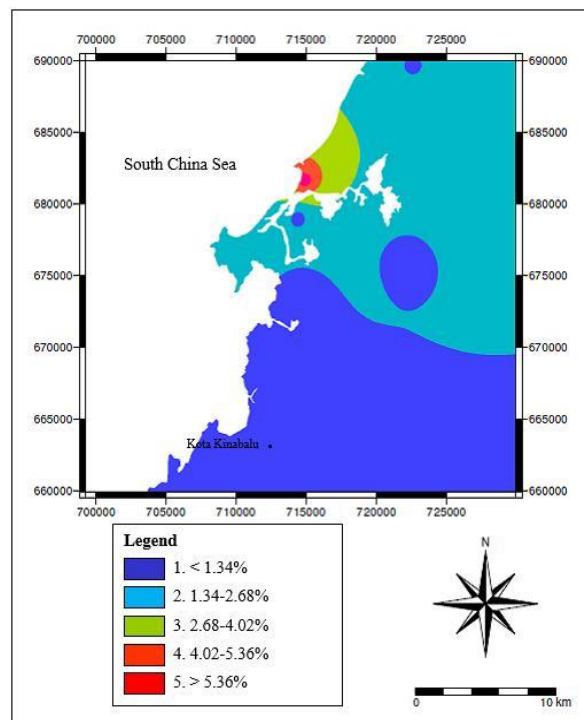 700000 705000 710000 715000 720000 725000
690000 690000
685000 685000
South China Sea
680000 680000
675000 675000
670000 670000
665000 665000
Kota Kinabalu
660000 660000
700000 705000 710000 715000 720000 725000
Legend
1. < 1.34%
2. 1.34-2.68%
3. 2.68-4.02%
4. 4.02-5.36%
5. > 5.36%
N
0 10 km